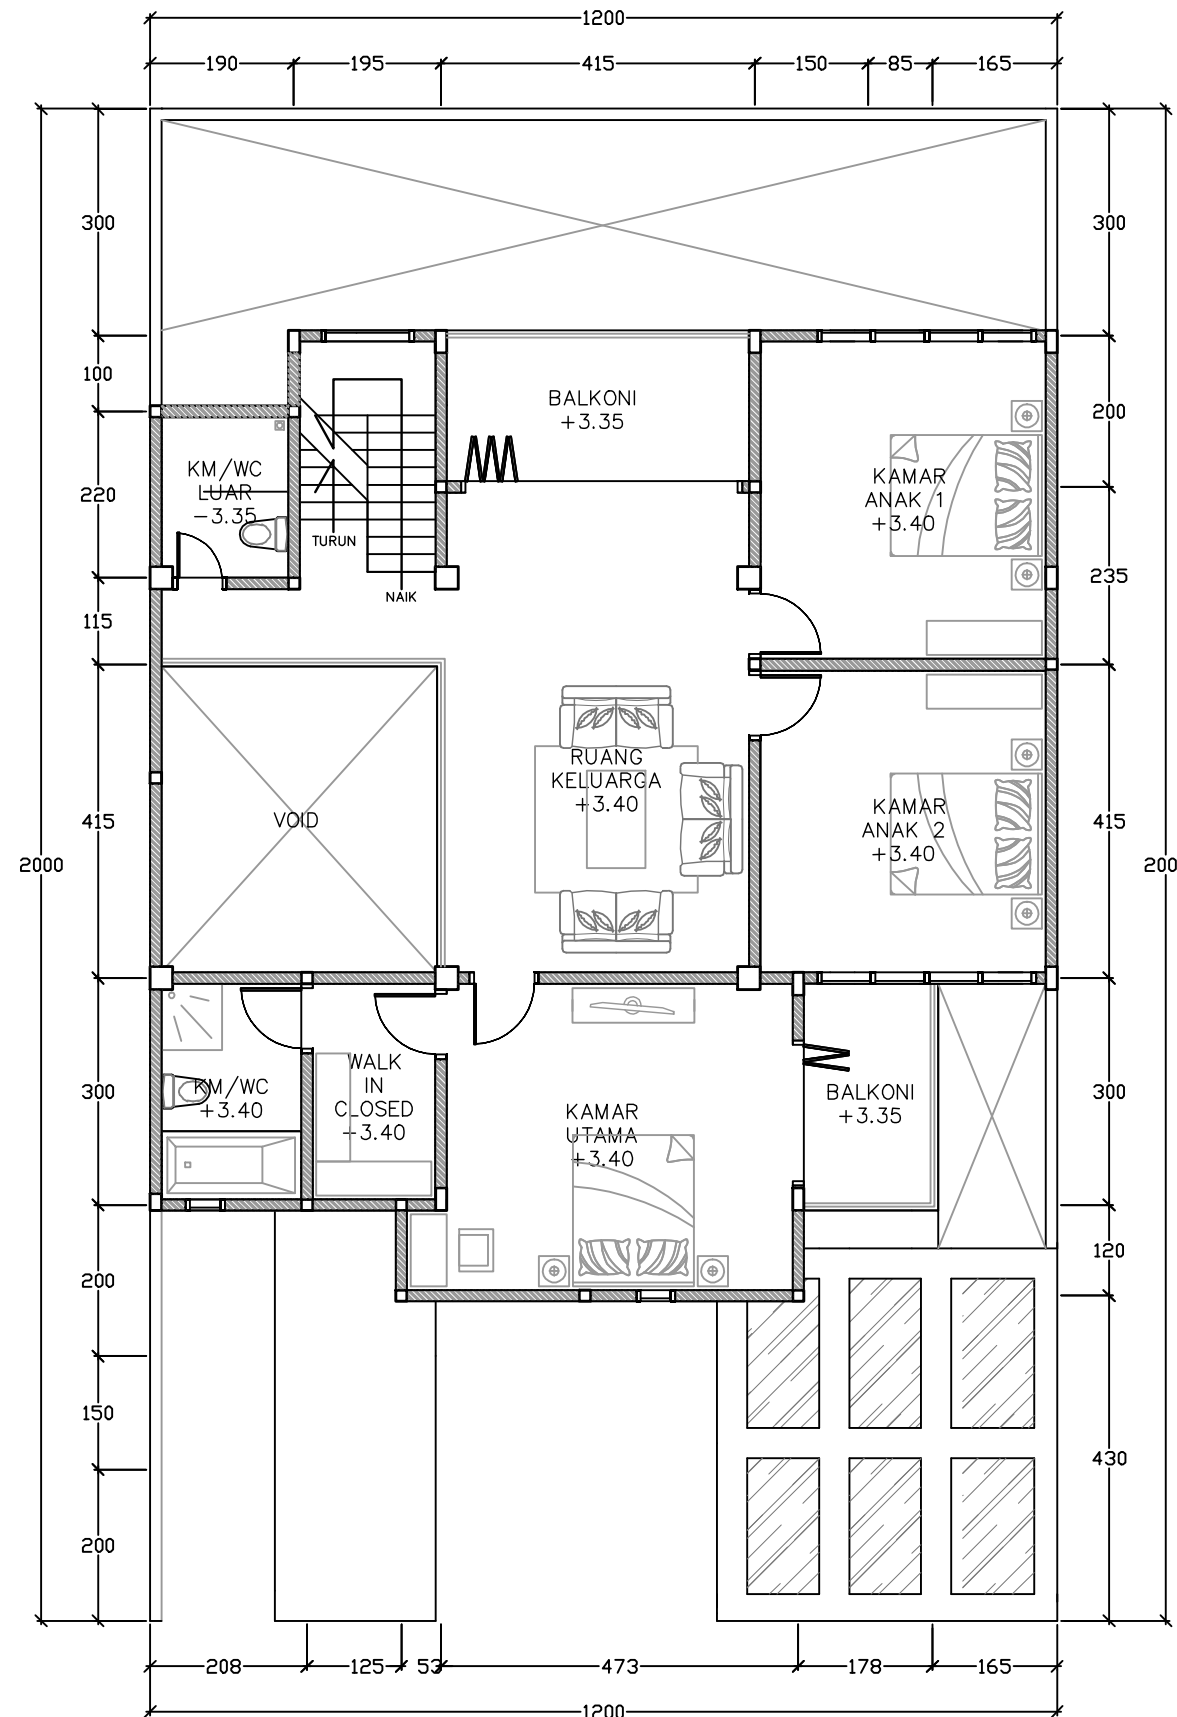 1200
190 195 415 150 85 165
300
300
100
BALKONI
+3.35
200
KM/WC
LUAR
-3.35
220
KAMAR
ANAK 1
+3.40
TURUN
NAIK
235
115
RUANG
KELUARGA
+3.40
VOID
KAMAR
ANAK 2
+3.40
415
415
2000
200
WALK
IN
CLOSED
+3.40
KM/WC
+3.40
300
BALKONI
+3.35
300
KAMAR
UTAMA
+3.40
120
200
150
430
200
208 125 53 473 178 165
1200